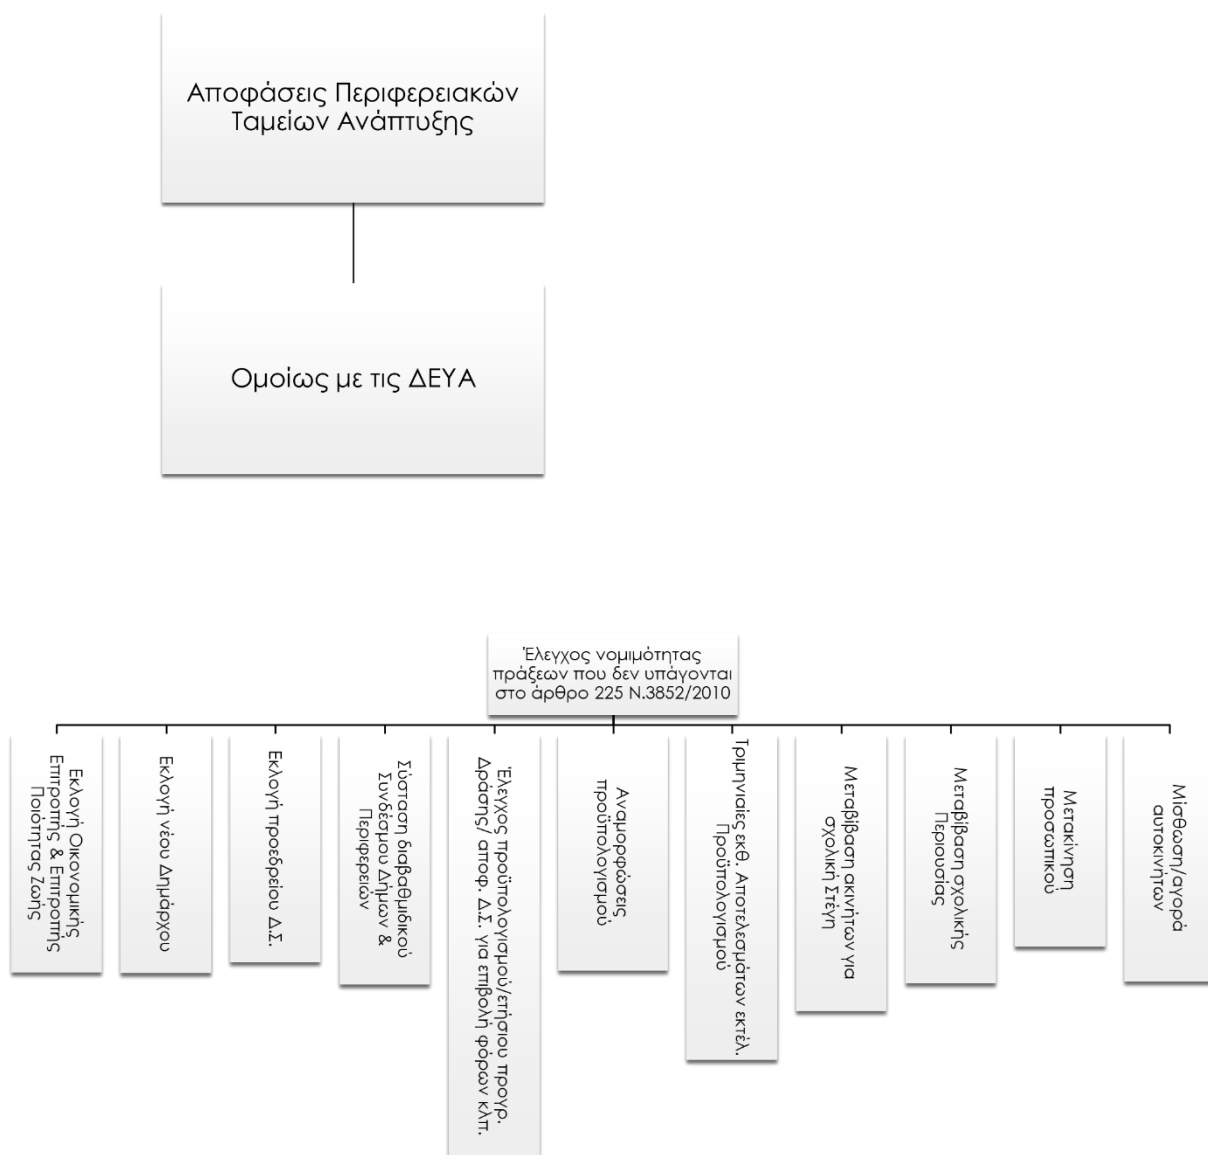 Αποφάσεις Περιφερειακών
Ταμείων Ανάπτυξης
Ομοίως με τις ΔΕΥΑ
Έλεγχος νομιμότητας
πράξεων που δεν υπάγονται
στο άρθρο 225 Ν.3852/2010
Εκλογή Οικονομικής
Επιτροπής & Επιτροπής
Ποιότητας Ζωής
Εκλογή νέου Δημάρχου
Εκλογή προεδρείου Δ.Σ.
Σύσταση διαβαθμιδικού
Συνδέσμου Δήμων &
Περιφερειών
Έλεγχος προϋπολογισμού/ετήσιου προγρ.
Δράσης/ αποφ. Δ.Σ. για επιβολή φόρων κλπ.
Αναμορφώσεις
προϋπολογισμού
Τριμηνιαίες εκθ. Αποτελεσμάτων εκτέλ.
Προϋπολογισμού
Μεταβίβαση ακινήτων για
σχολική Στέγη
Μεταβίβαση σχολικής
Περιουσίας
Μετακίνηση
προσωπικού
Μίσθωση/αγορά
αυτοκινήτων